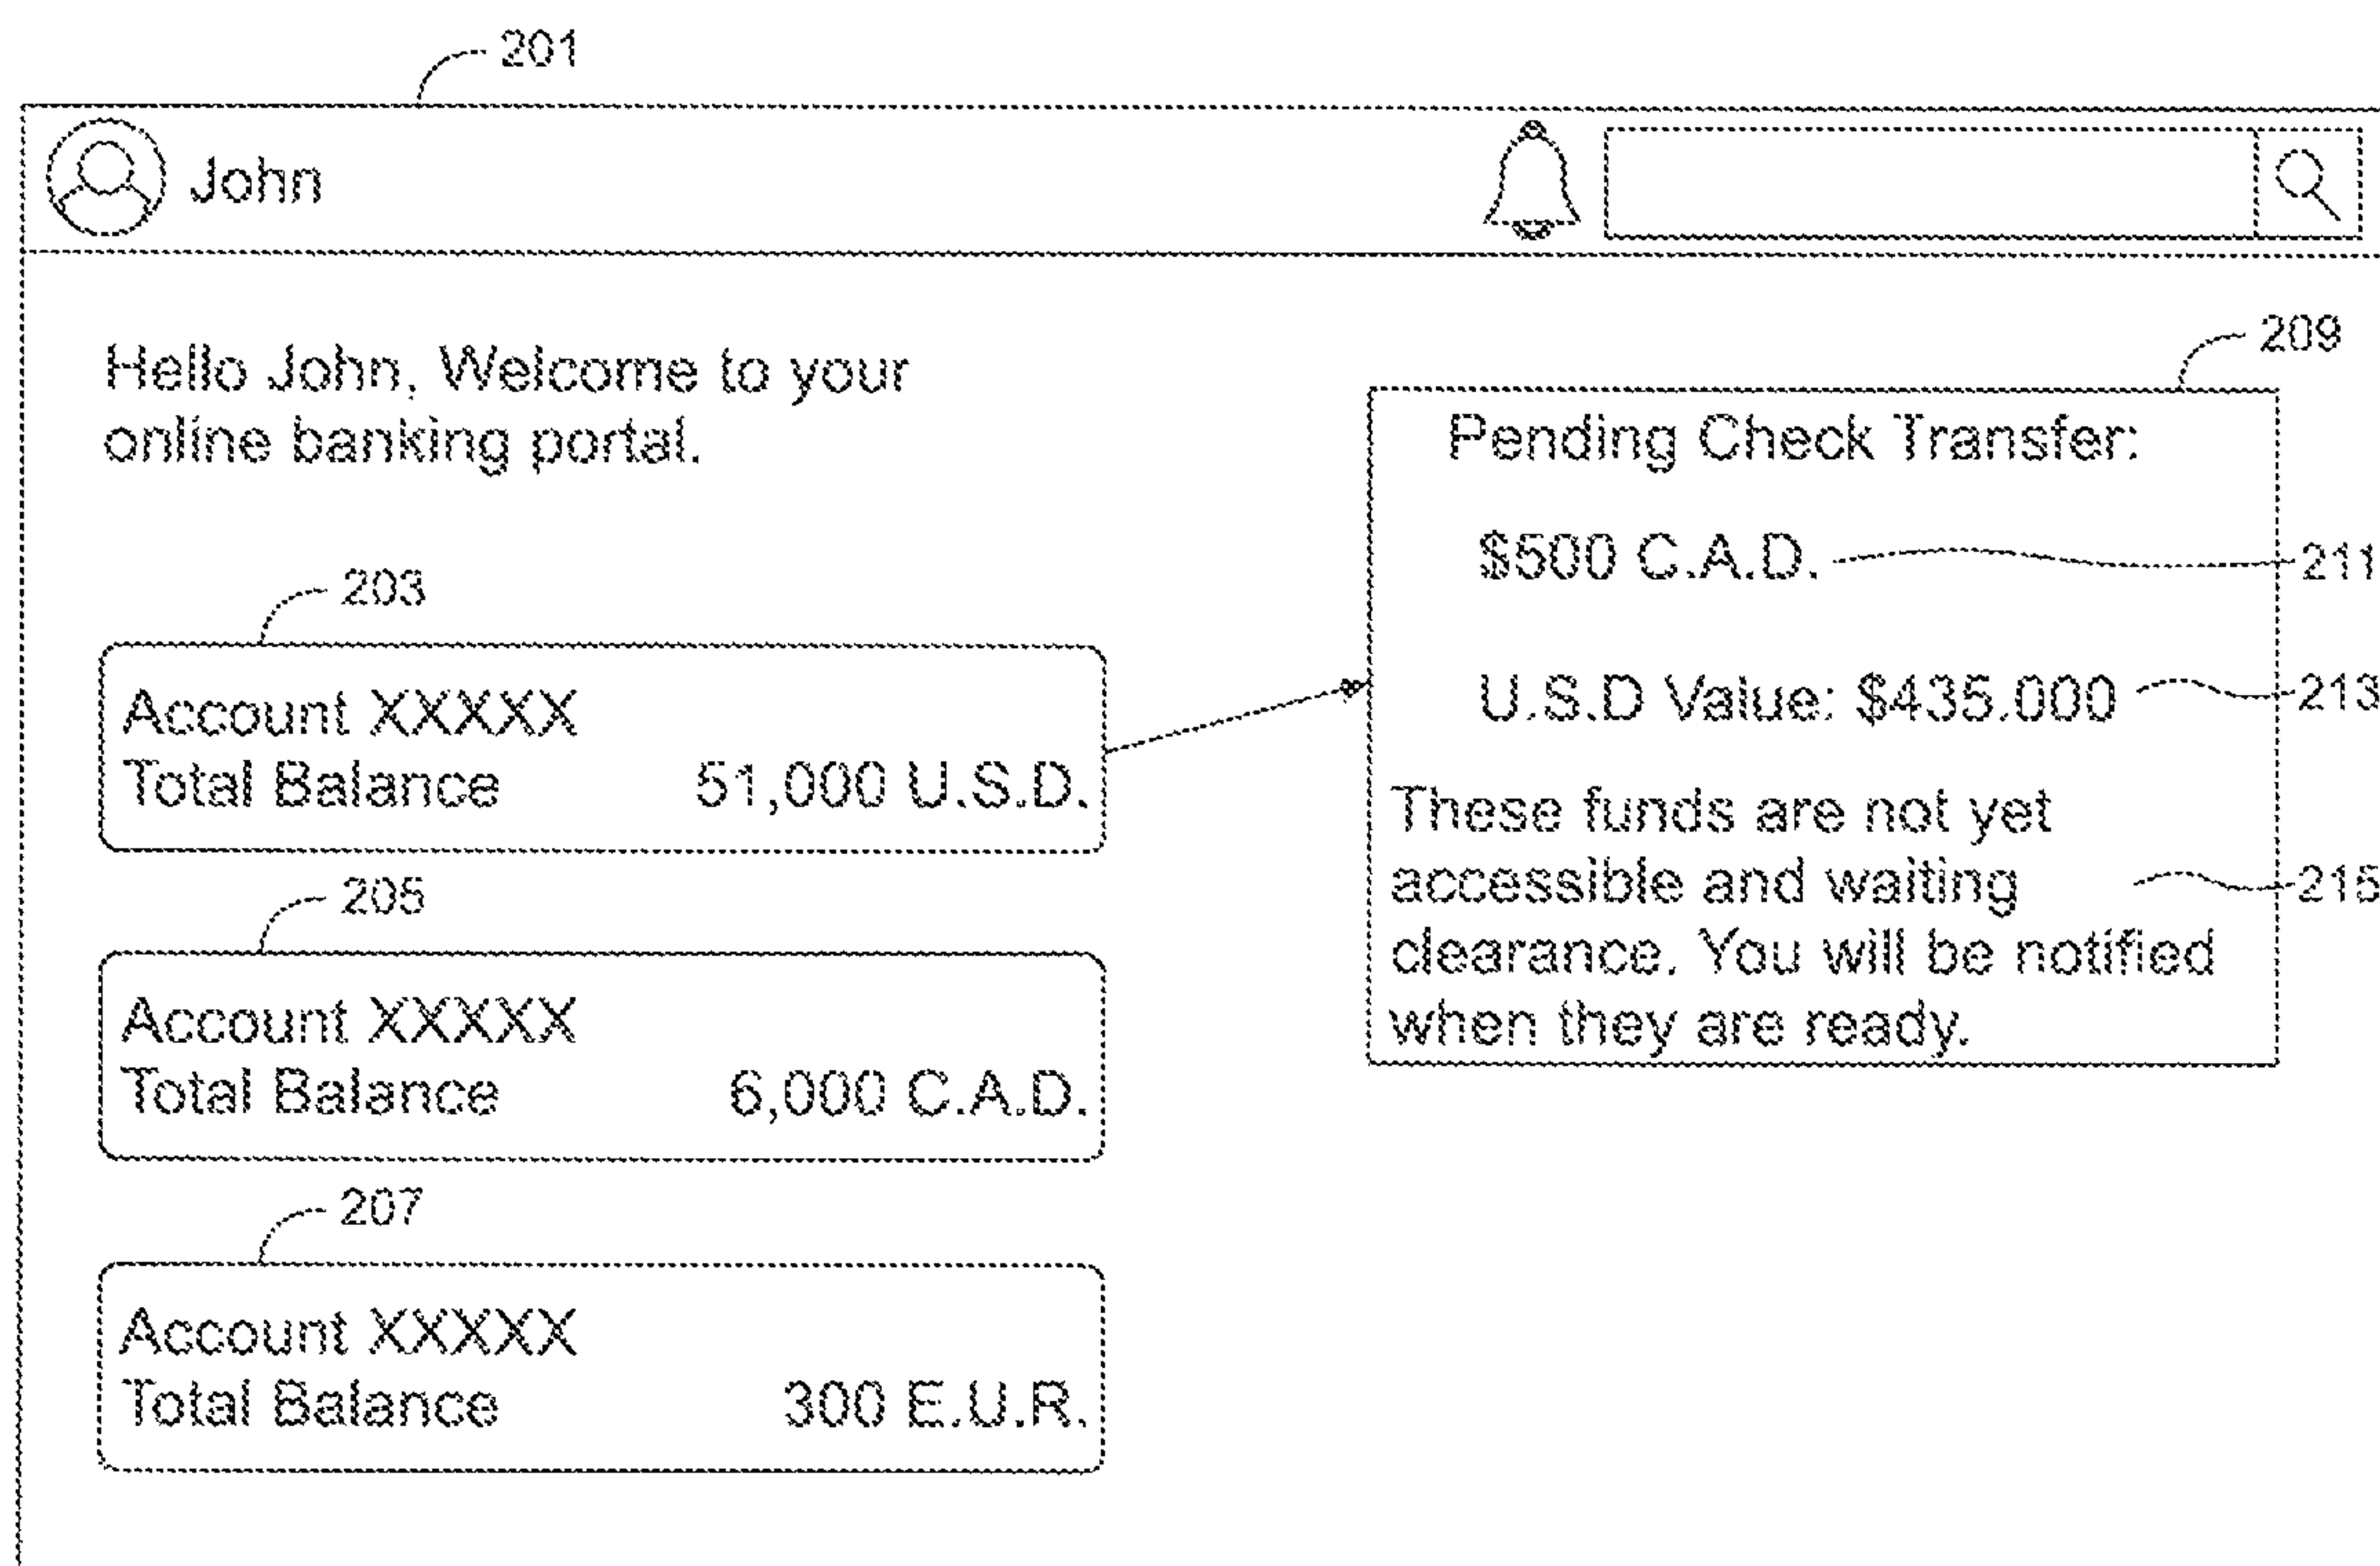 201
John
Hello John, Welcome to your
online banking portal.
203
Account XXXXX
Total Balance 51,000 U.S.D.
205
Account XXXXX
Total Balance 6,000 C.A.D.
207
Account XXXXX
Total Balance 300 E.U.R.
209
Pending Check Transfer:
$500 C.A.D. 211
U.S.D Value: $435.000 213
These funds are not yet
accessible and waiting 215
clearance. You will be notified
when they are ready.